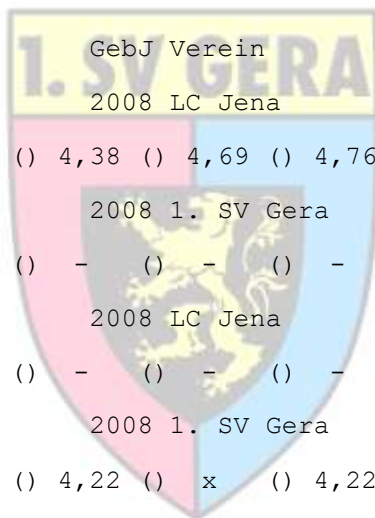 1. SV GERA
GebJ Verein
2008 LC Jena
() 4,38 () 4,69 () 4,76
2008 1. SV Gera
() - () - () -
2008 LC Jena
() - () - () -
2008 1. SV Gera
() 4,22 () x () 4,22